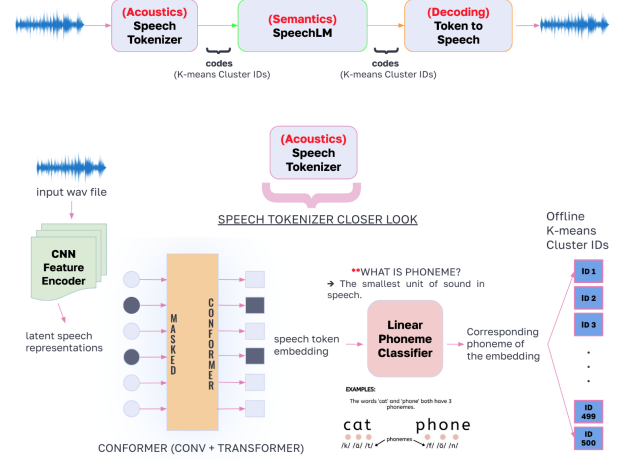 (Acoustics)
Speech
Tokenizer
(Semantics)
SpeechLM
(Decoding)
Token to
Speech
codes
(K-means Cluster IDs)
codes
(K-means Cluster IDs)
(Acoustics)
Speech
Tokenizer
input wav file
SPEECH TOKENIZER CLOSER LOOK
CNN
Feature
Encoder
latent speech
representations
MASKED
CONFORMER
CONFORMER (CONV + TRANSFORMER)
speech token
embedding
**WHAT IS PHONEME?
→ The smallest unit of sound in
speech.
Linear
Phoneme
Classifier
Corresponding
phoneme of
the embedding
Offline
K-means
Cluster IDs
ID 1
ID 2
ID 3
ID
499
ID
500
EXAMPLES:
The words 'cat' and 'phone' both have 3
phonemes.
cat
phone
/k/ /a/ /t/
phonemes
/f/ /ō/ /n/